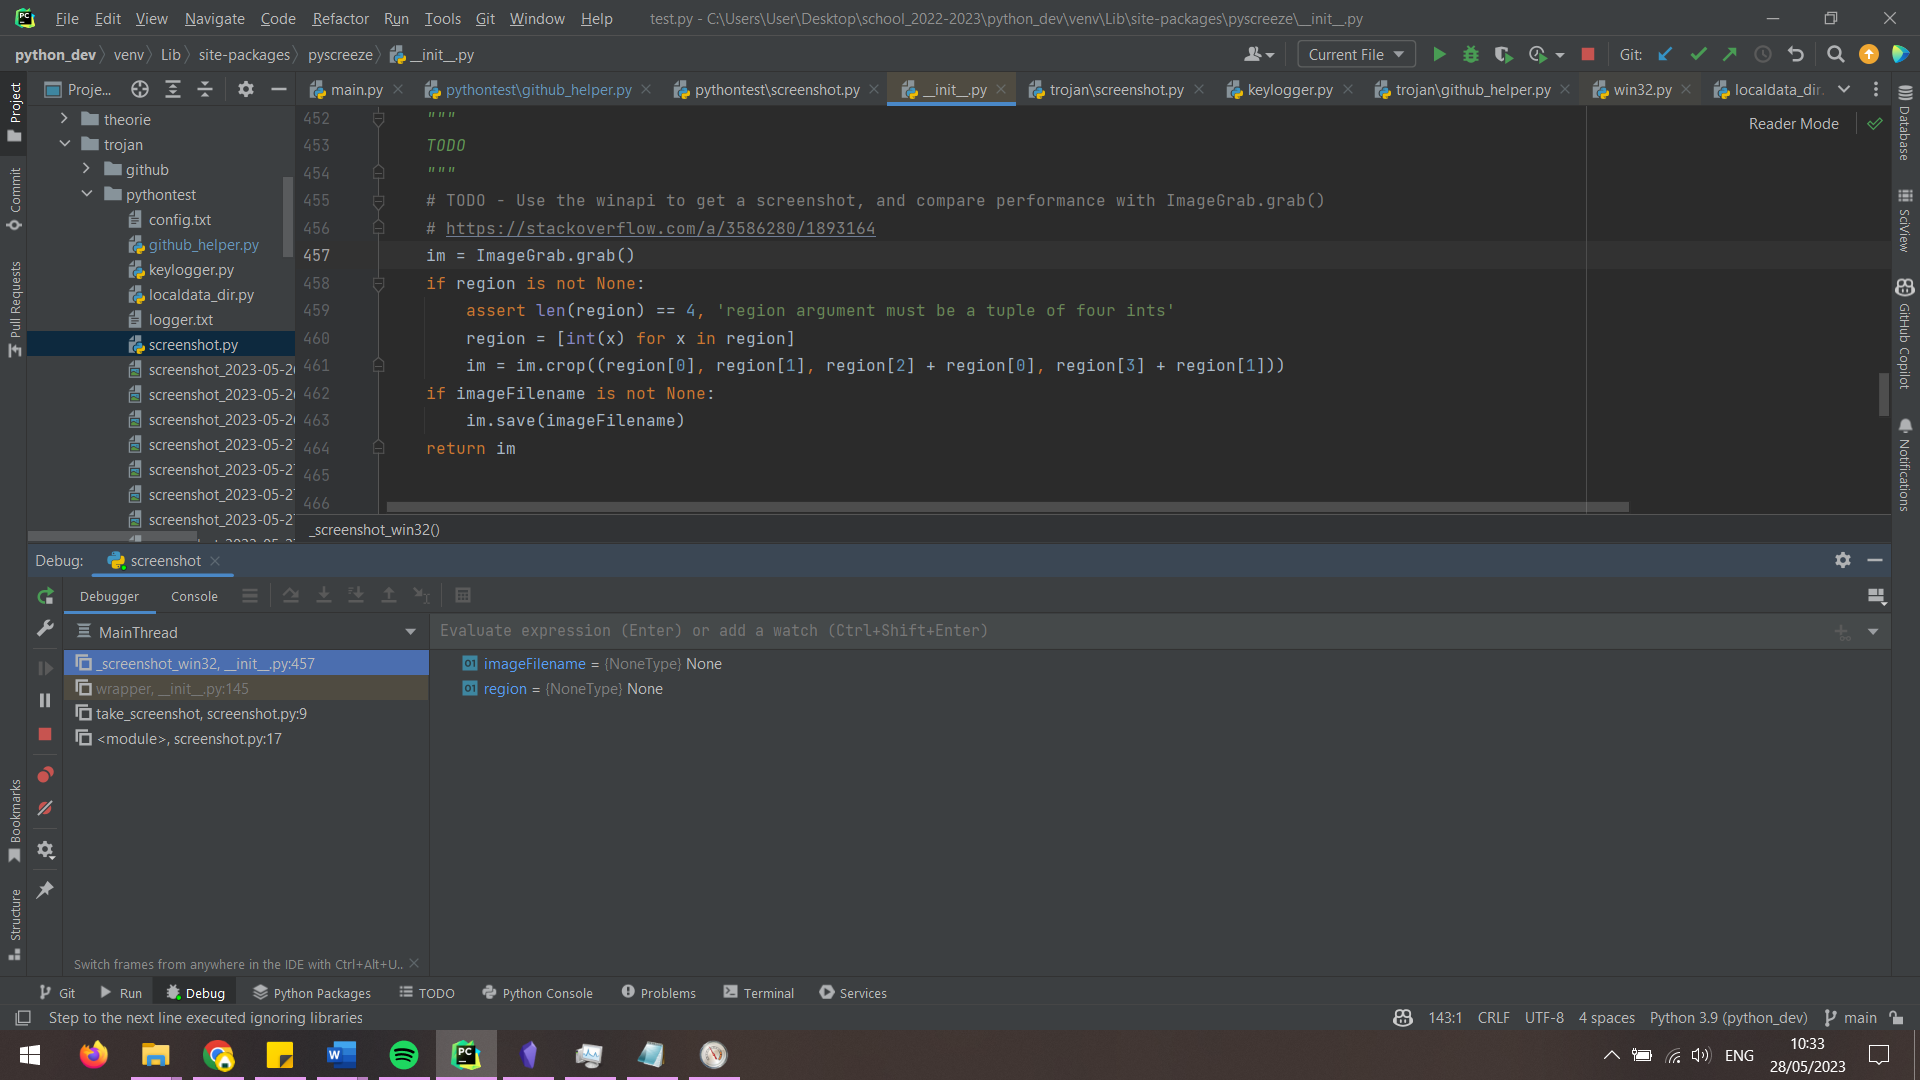 File Edit View Navigate Code Refactor Run Tools Git Window Help test.py - C:\Users\User\Desktop\school_2022-2023\python_dev\venv\Lib\site-packages\pyscreeze\__init__.py
python_dev venv Lib site-packages pyscreeze __init__.py Current File Git:
Proje... main.py pythontest\github_helper.py pythontest\screenshot.py __init__.py trojan\screenshot.py keylogger.py trojan\github_helper.py win32.py localdata_dir.
Reader Mode
Project
Commit
Pull Requests
Bookmarks
Structure
theorie
trojan
github
pythontest
config.txt
github_helper.py
keylogger.py
localdata_dir.py
logger.txt
screenshot.py
screenshot_2023-05-2
screenshot_2023-05-2
screenshot_2023-05-2
screenshot_2023-05-2
screenshot_2023-05-2
screenshot_2023-05-2
screenshot_2023-05-2
452 """
453 TODO
454 """
455 # TODO - Use the winapi to get a screenshot, and compare performance with ImageGrab.grab()
456 # https://stackoverflow.com/a/3586280/1893164
457 im = ImageGrab.grab()
458 if region is not None:
459 assert len(region) == 4, 'region argument must be a tuple of four ints'
460 region = [int(x) for x in region]
461 im = im.crop((region[0], region[1], region[2] + region[0], region[3] + region[1]))
462 if imageFilename is not None:
463 im.save(imageFilename)
464 return im
465
466
_screenshot_win32()
Database
SciView
GitHub Copilot
Notifications
Debug: screenshot
Debugger Console
MainThread
Evaluate expression (Enter) or add a watch (Ctrl+Shift+Enter)
_screenshot_win32, __init__.py:457
wrapper, __init__.py:145
take_screenshot, screenshot.py:9
<module>, screenshot.py:17
imageFilename = {NoneType} None
region = {NoneType} None
Switch frames from anywhere in the IDE with Ctrl+Alt+U..
Git Run Debug Python Packages TODO Python Console Problems Terminal Services
Step to the next line executed ignoring libraries 143:1 CRLF UTF-8 4 spaces Python 3.9 (python_dev) main
ENG 10:33
28/05/2023